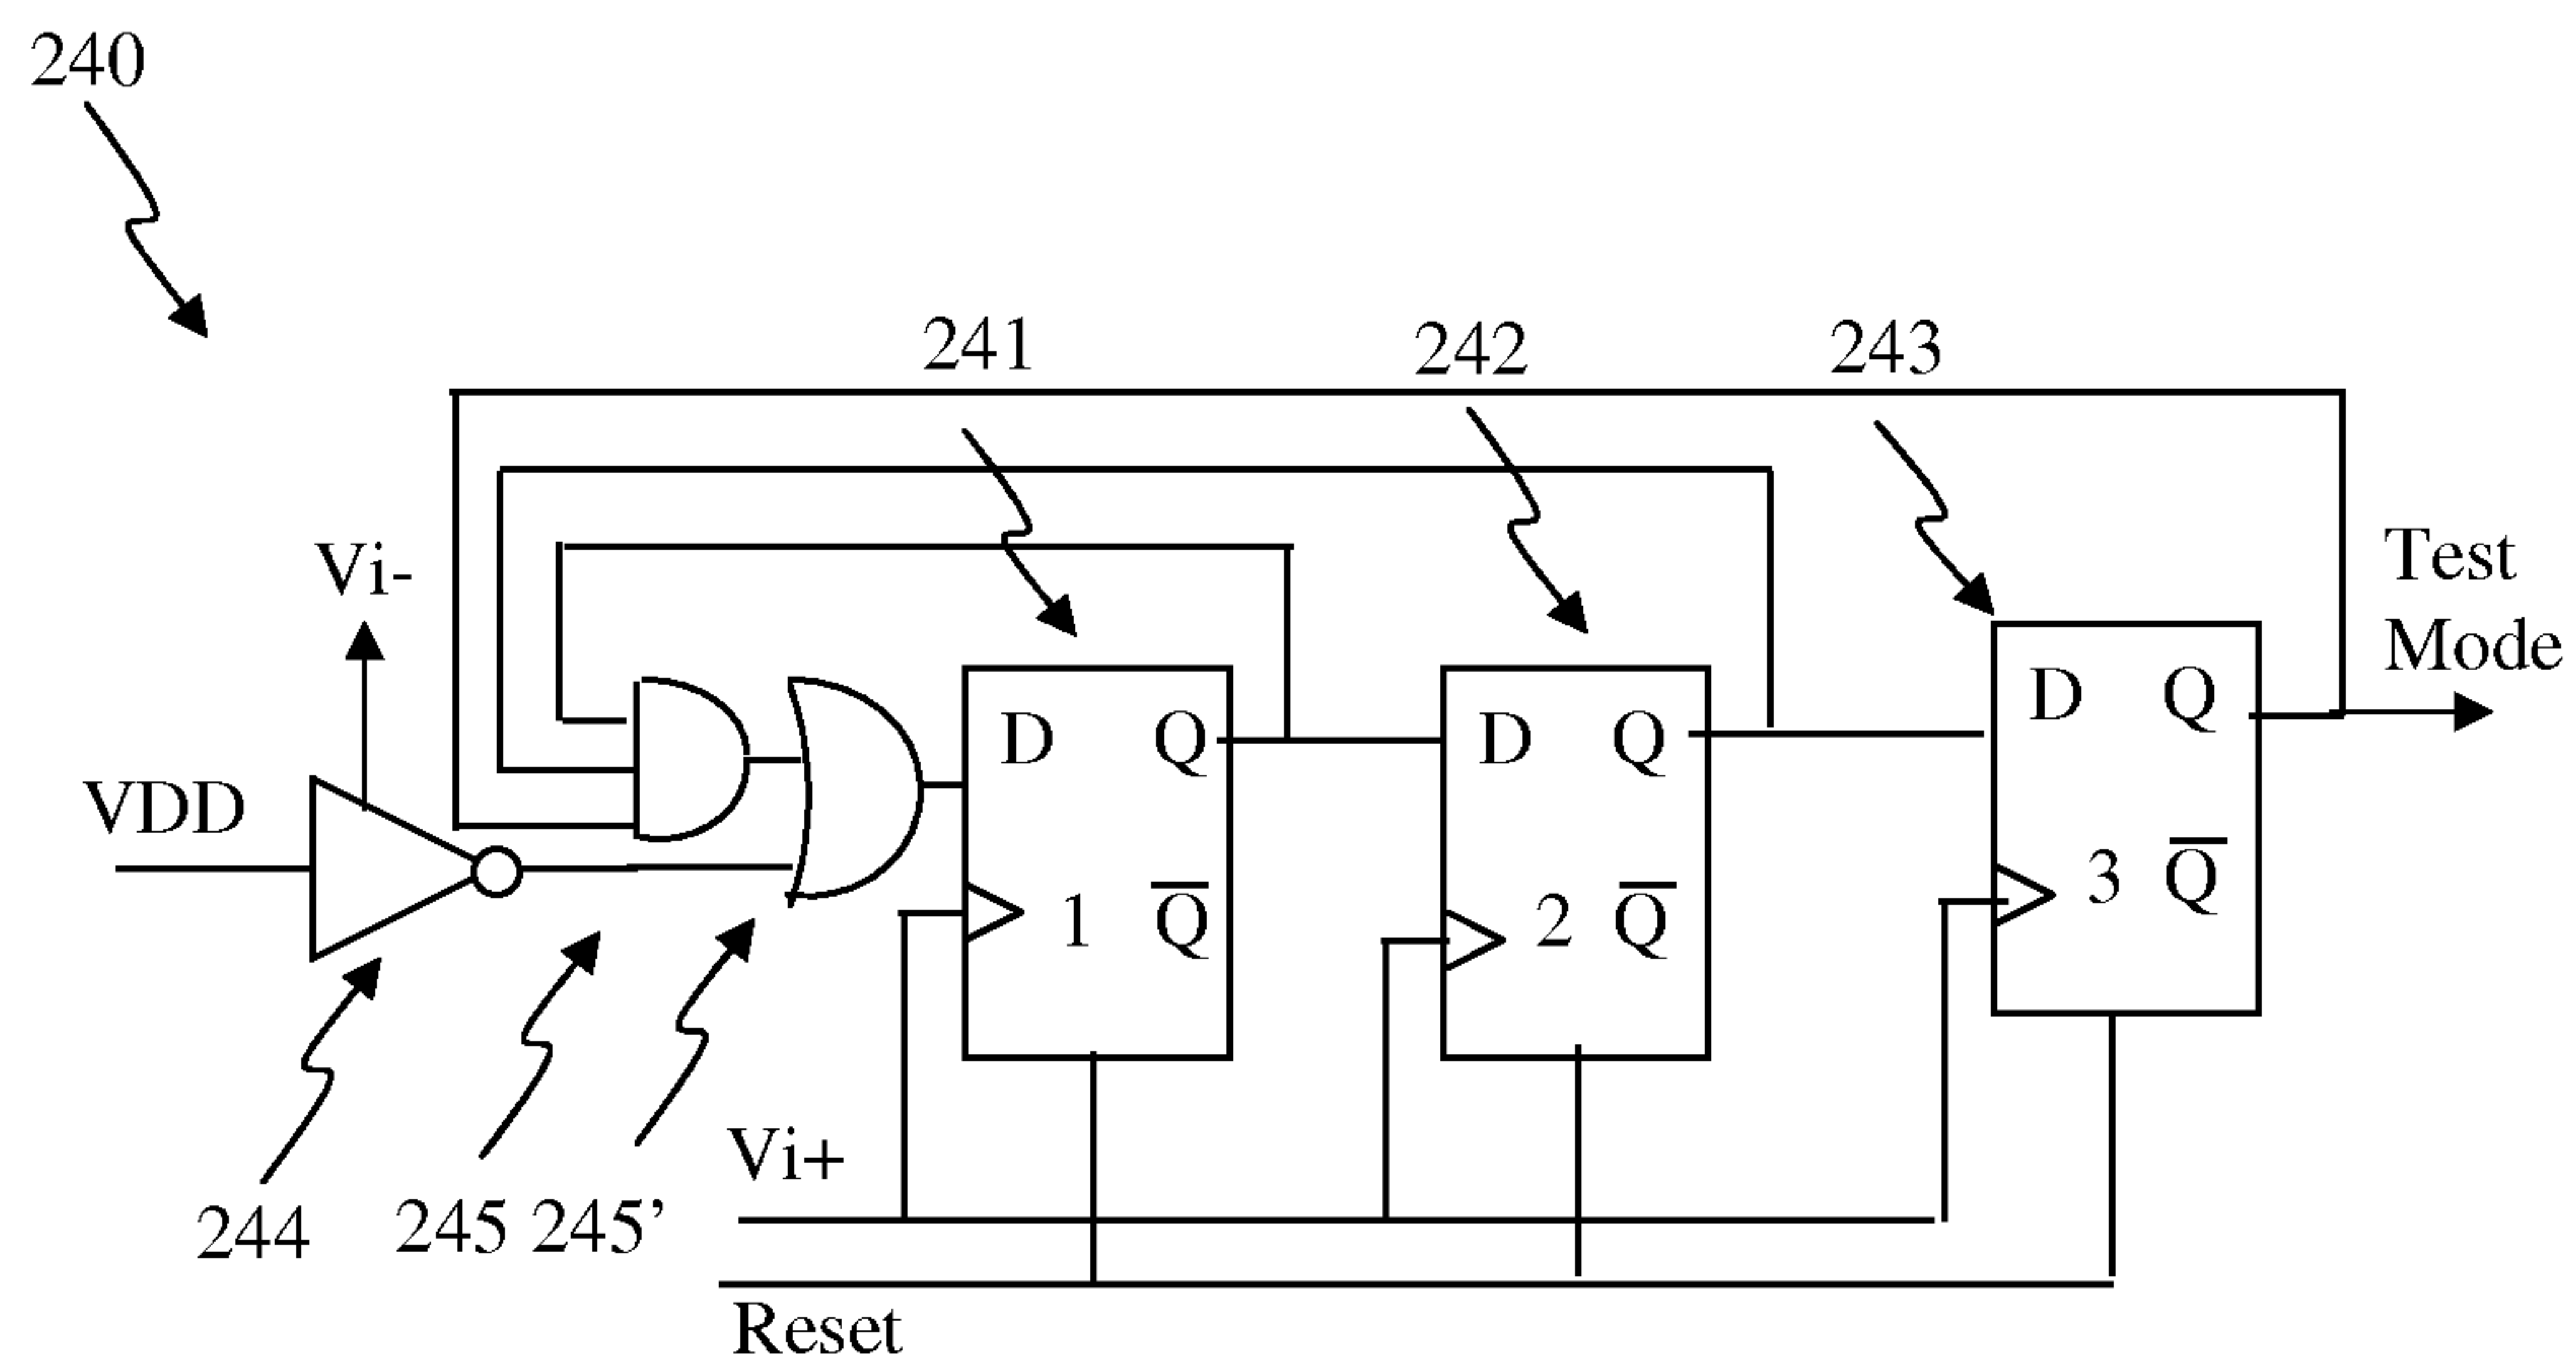 240
241
242
243
Vi-
Test
Mode
VDD
D Q
D Q
D Q
1 Q̅
2 Q̅
3 Q̅
Vi+
244
245
245’
Reset